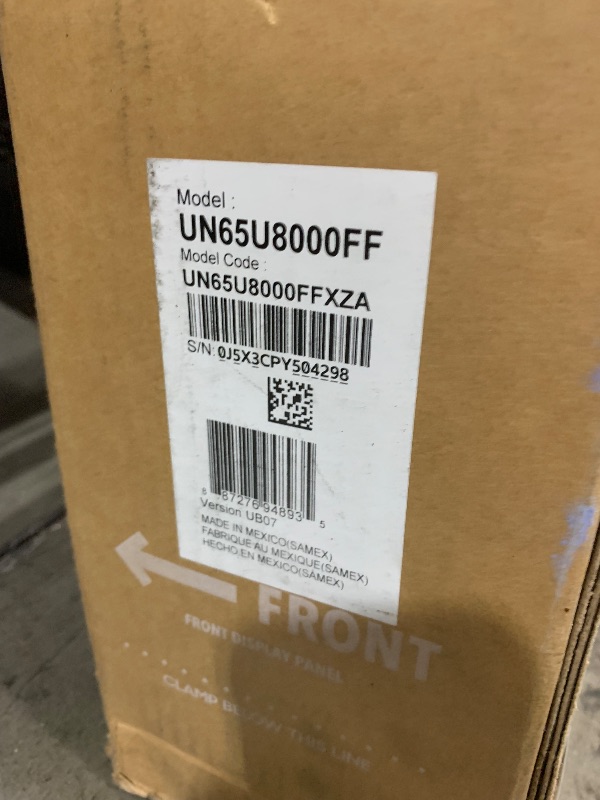 Model :
UN65U8000FF
Model Code :
UN65U8000FFXZA
S/N: 0J5X3CPY504298
8 87276 94893 5
Version UB07
MADE IN MEXICO(SAMEX)
FABRIQUE AU MEXIQUE(SAMEX)
HECHO EN MEXICO(SAMEX)
FRONT
FRONT DISPLAY PANEL
CLAMP BELOW THIS LINE